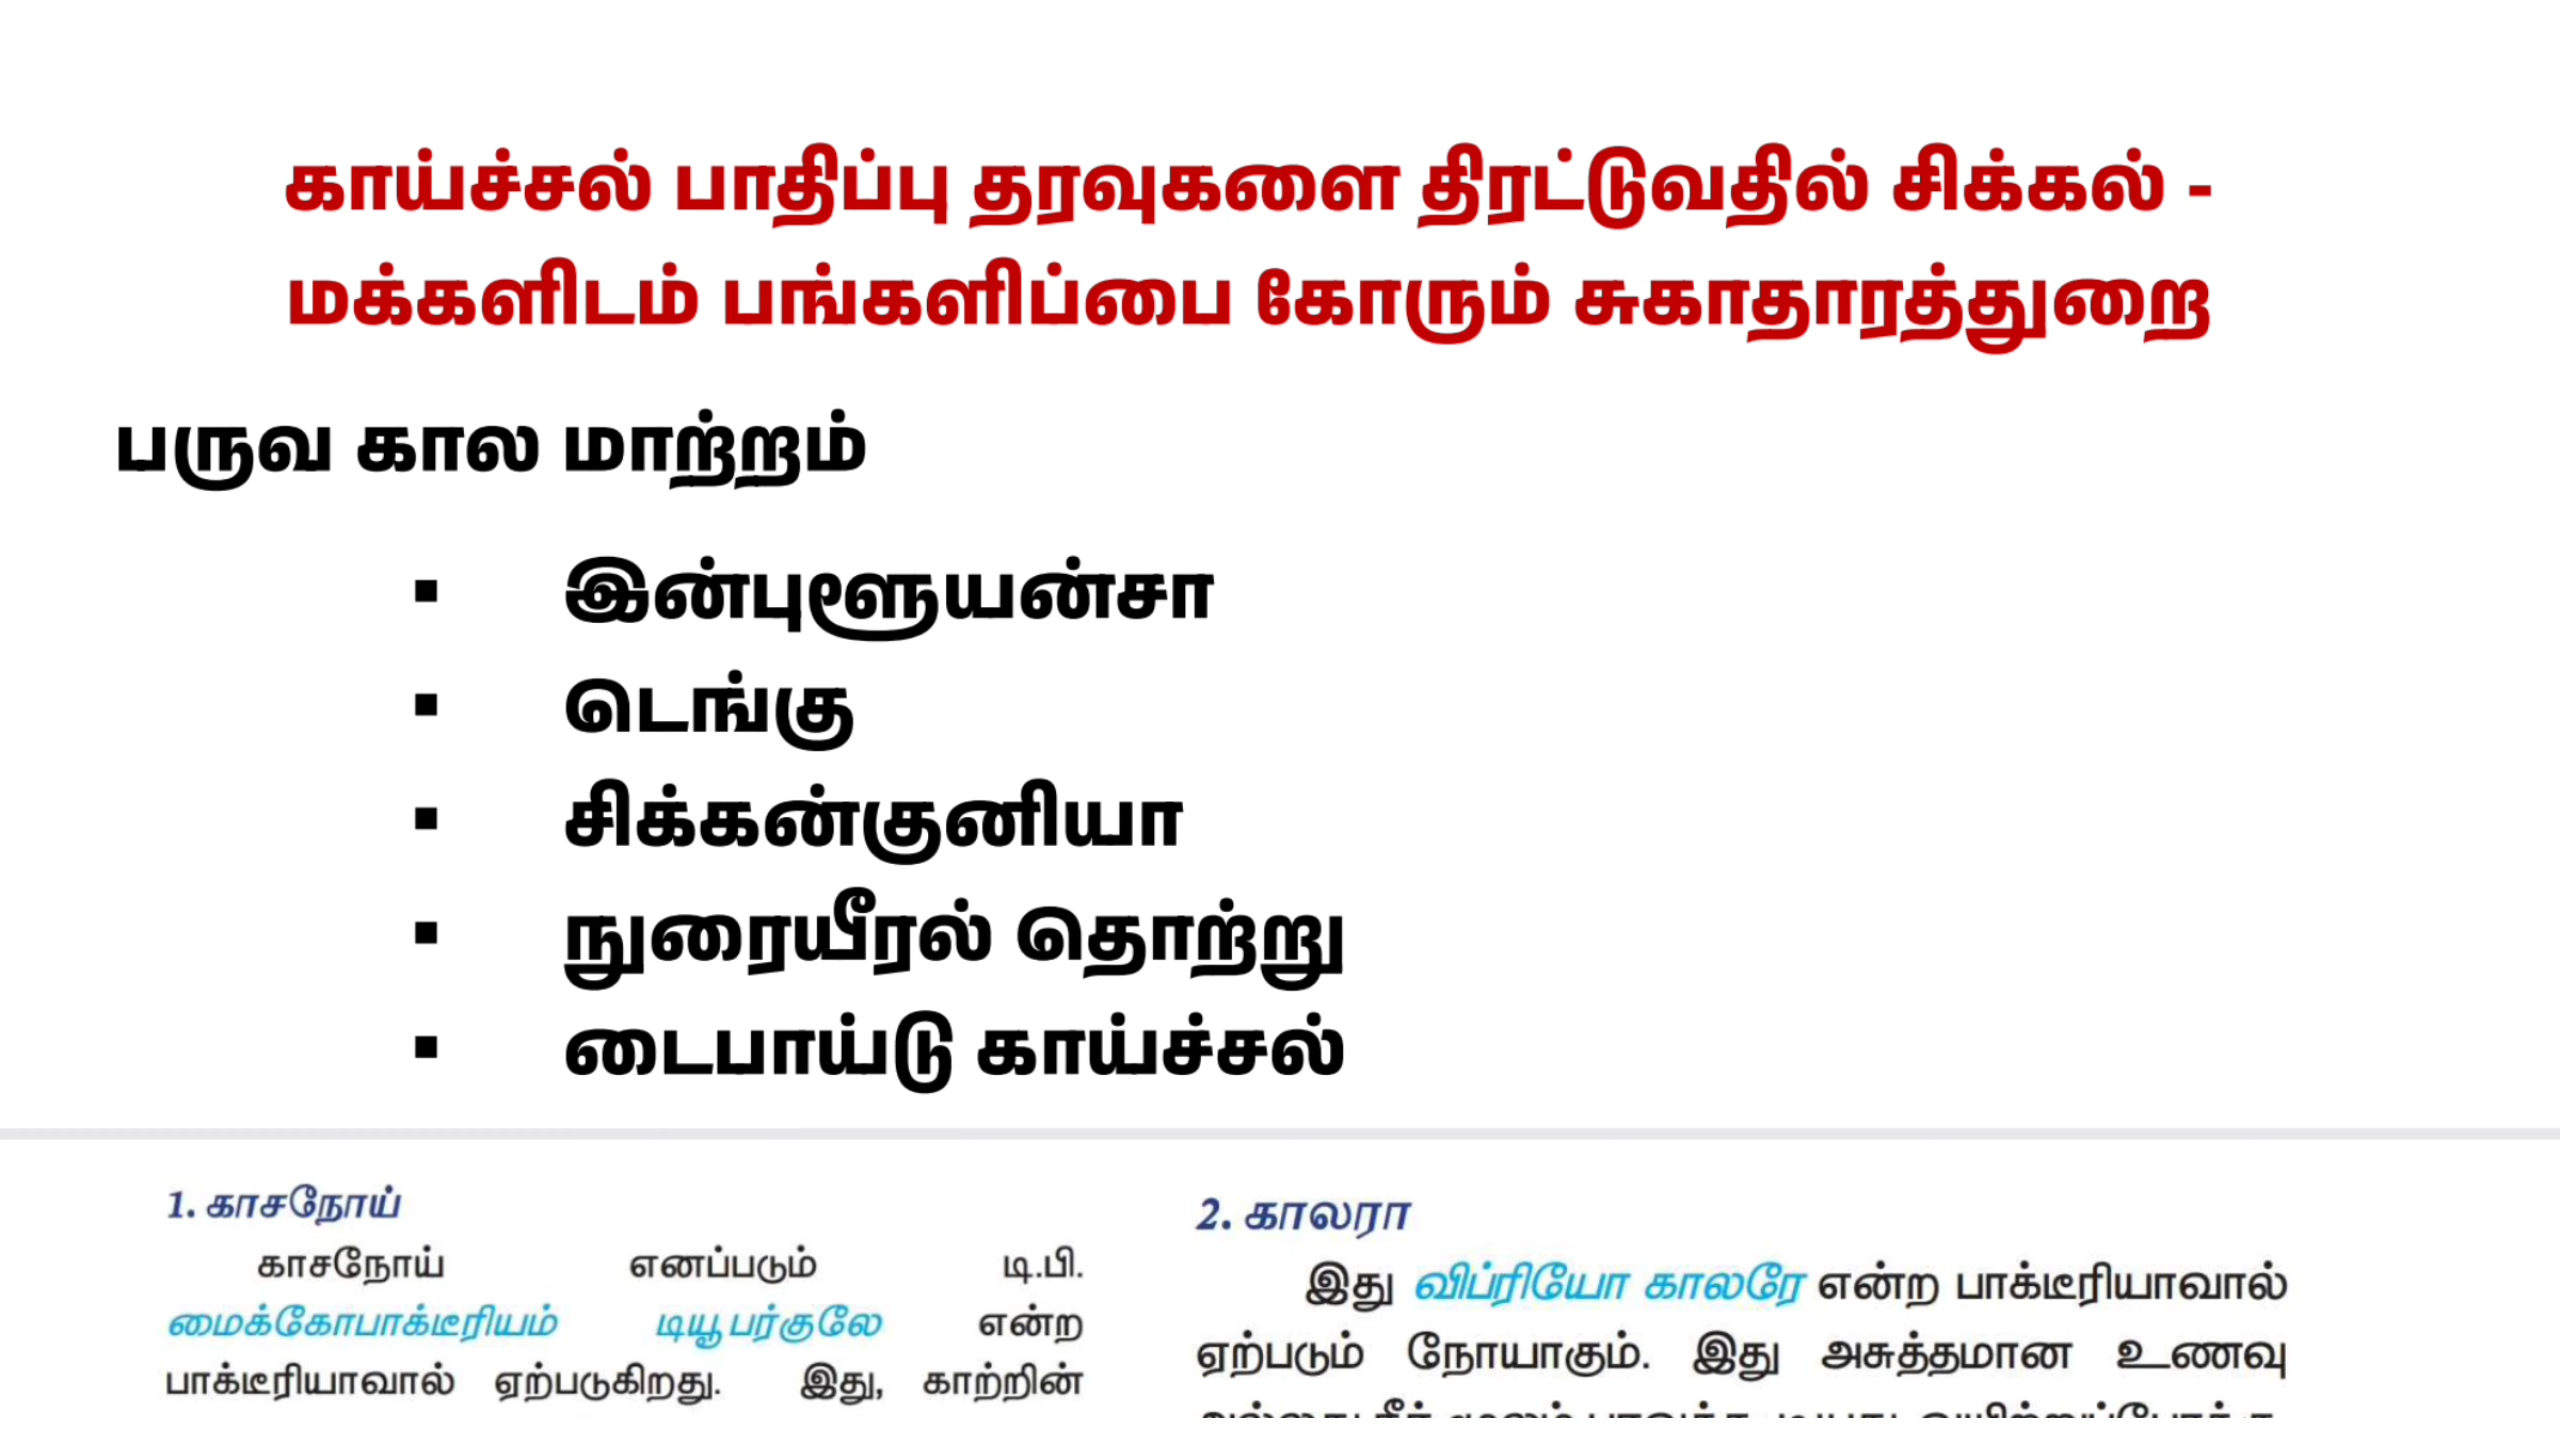 காய்ச்சல் பாதிப்பு தரவுகளை திரட்டுவதில் சிக்கல் -
மக்களிடம் பங்களிப்பை கோரும் சுகாதாரத்துறை
பருவ கால மாற்றம்
▪ இன்புளூயன்சா
▪ டெங்கு
▪ சிக்கன்குனியா
▪ நுரையீரல் தொற்று
▪ டைபாய்டு காய்ச்சல்
1. காசநோய்
காசநோய் எனப்படும் டி.பி.
மைக்கோபாக்டீரியம் டியூபர்குலே என்ற
பாக்டீரியாவால் ஏற்படுகிறது. இது, காற்றின்
2. காலரா
இது விப்ரியோ காலரே என்ற பாக்டீரியாவால்
ஏற்படும் நோயாகும். இது அசுத்தமான உணவு